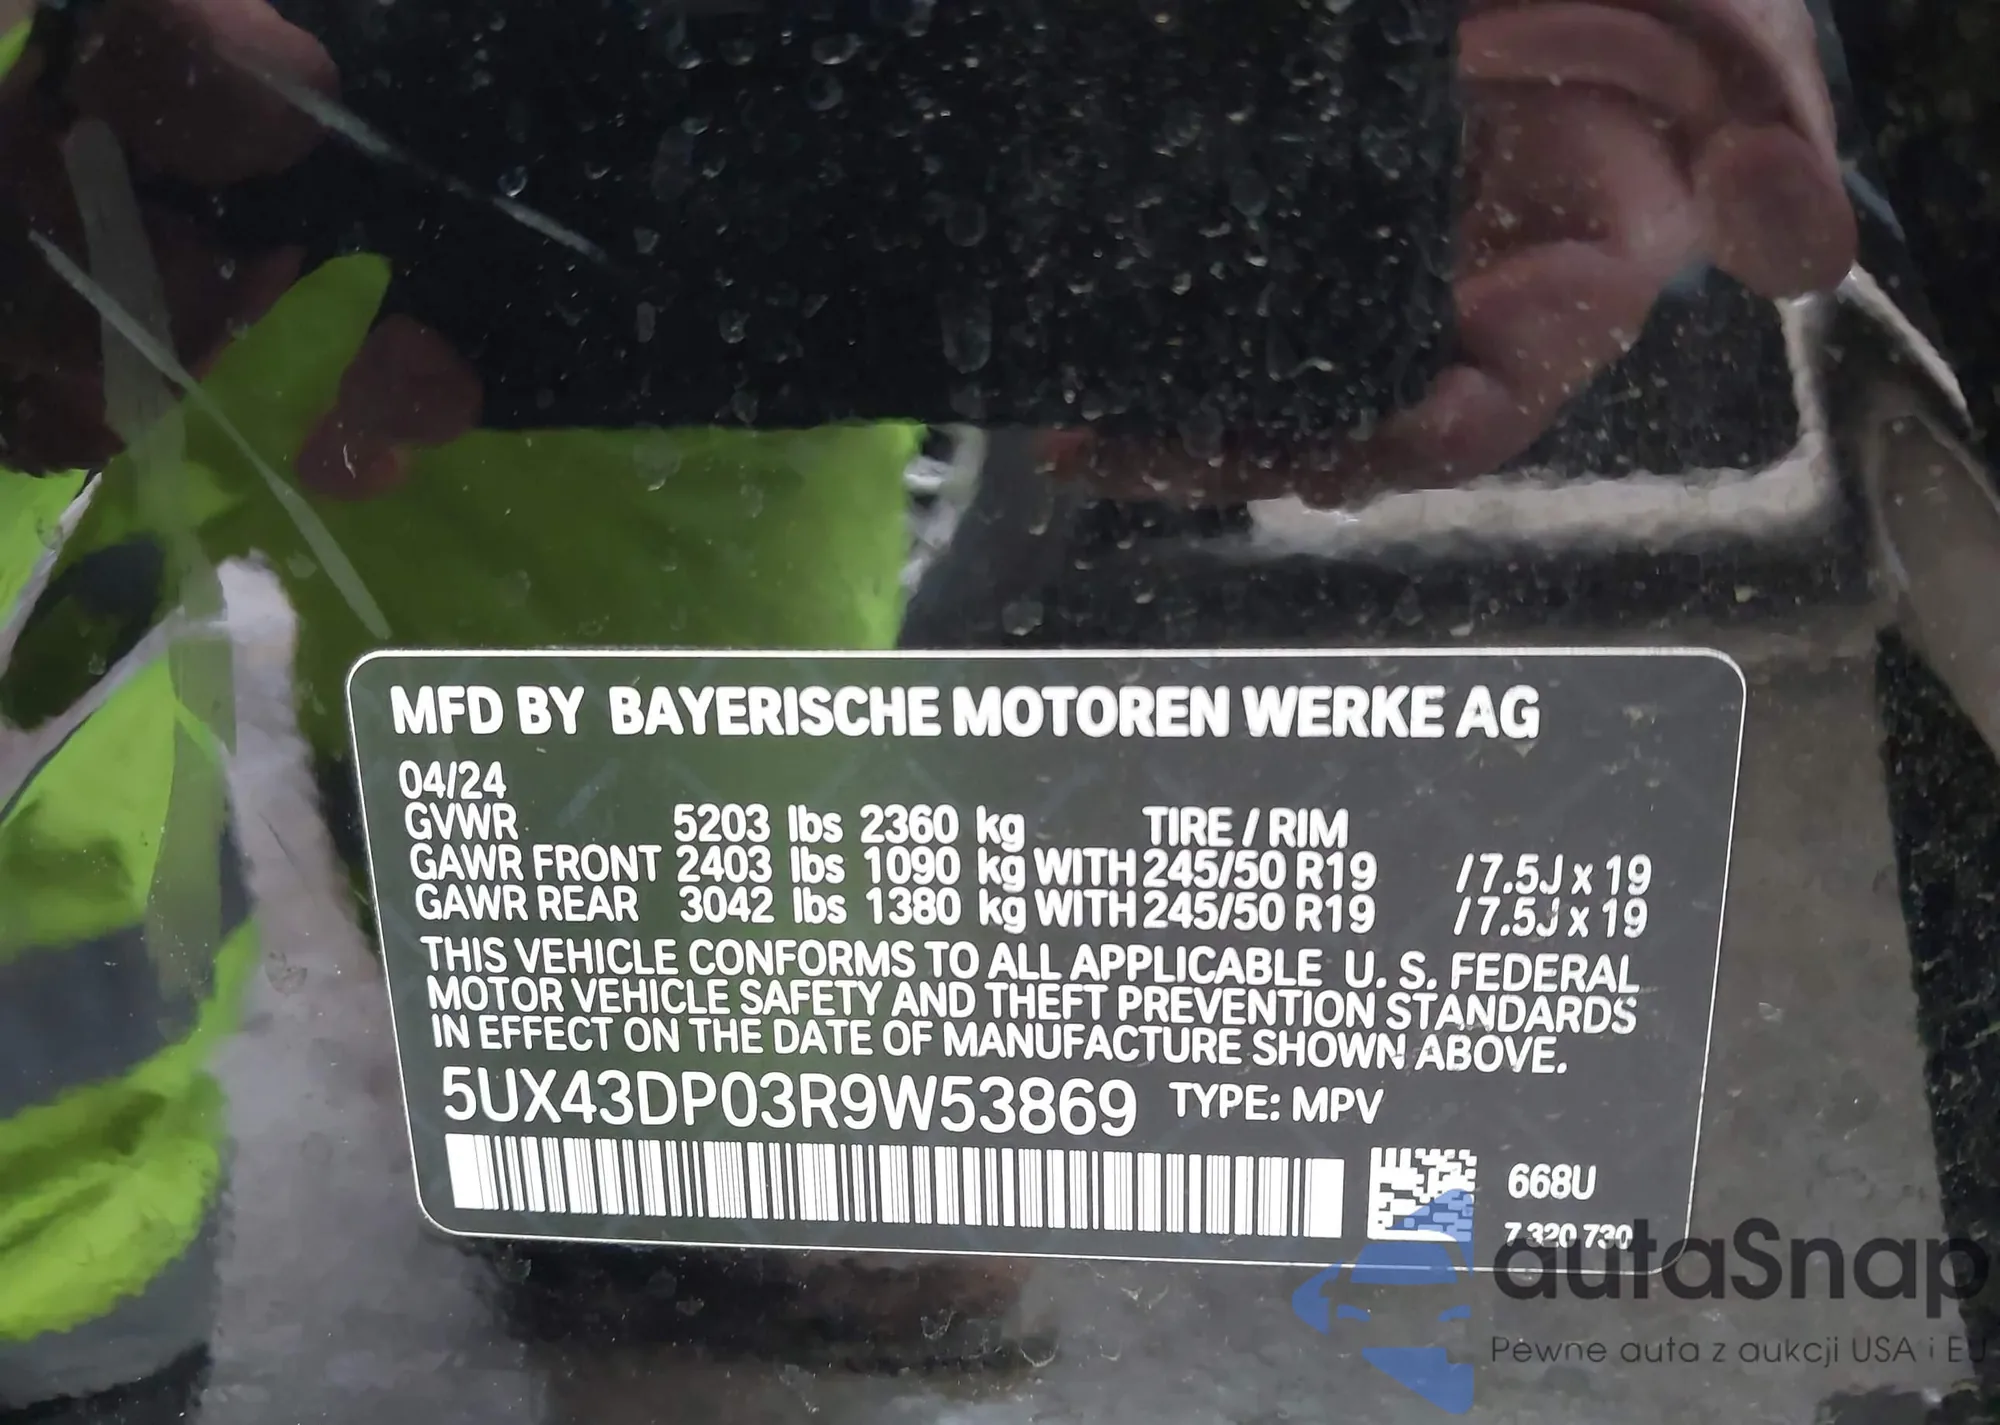 MFD BY BAYERISCHE MOTOREN WERKE AG
04/24
GVWR 5203 lbs 2360 kg TIRE / RIM
GAWR FRONT 2403 lbs 1090 kg WITH 245/50 R19 / 7.5J x 19
GAWR REAR 3042 lbs 1380 kg WITH 245/50 R19 / 7.5J x 19
THIS VEHICLE CONFORMS TO ALL APPLICABLE U. S. FEDERAL
MOTOR VEHICLE SAFETY AND THEFT PREVENTION STANDARDS
IN EFFECT ON THE DATE OF MANUFACTURE SHOWN ABOVE.
5UX43DP03R9W53869 TYPE: MPV
668U
7 320 730
autaSnap
Pewne auta z aukcji USA i EU